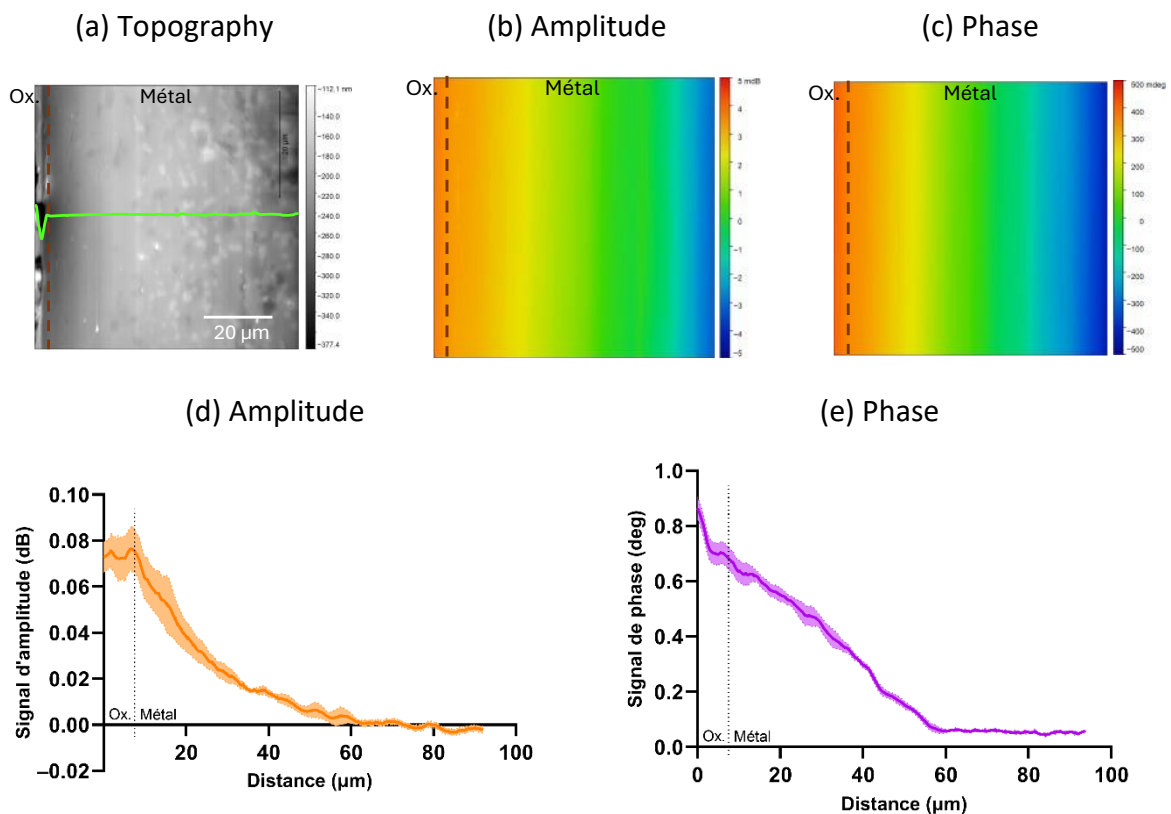 (a) Topography
(b) Amplitude
(c) Phase
Ox.
Métal
20 µm
20 µm
−112.1 nm
−140.0
−160.0
−180.0
−200.0
−220.0
−240.0
−260.0
−280.0
−300.0
−320.0
−340.0
−377.4
Ox.
Métal
5 mdB
4
3
2
1
0
−1
−2
−3
−4
−5
Ox.
Métal
500 mdeg
400
300
200
100
0
−100
−200
−300
−400
−500
(d) Amplitude
(e) Phase
Signal d'amplitude (dB)
0.10
0.08
0.06
0.04
0.02
0.00
−0.02
Ox. Métal
20 40 60 80 100
Distance (µm)
Signal de phase (deg)
1.0
0.8
0.6
0.4
0.2
0.0
Ox. Métal
0 20 40 60 80 100
Distance (µm)